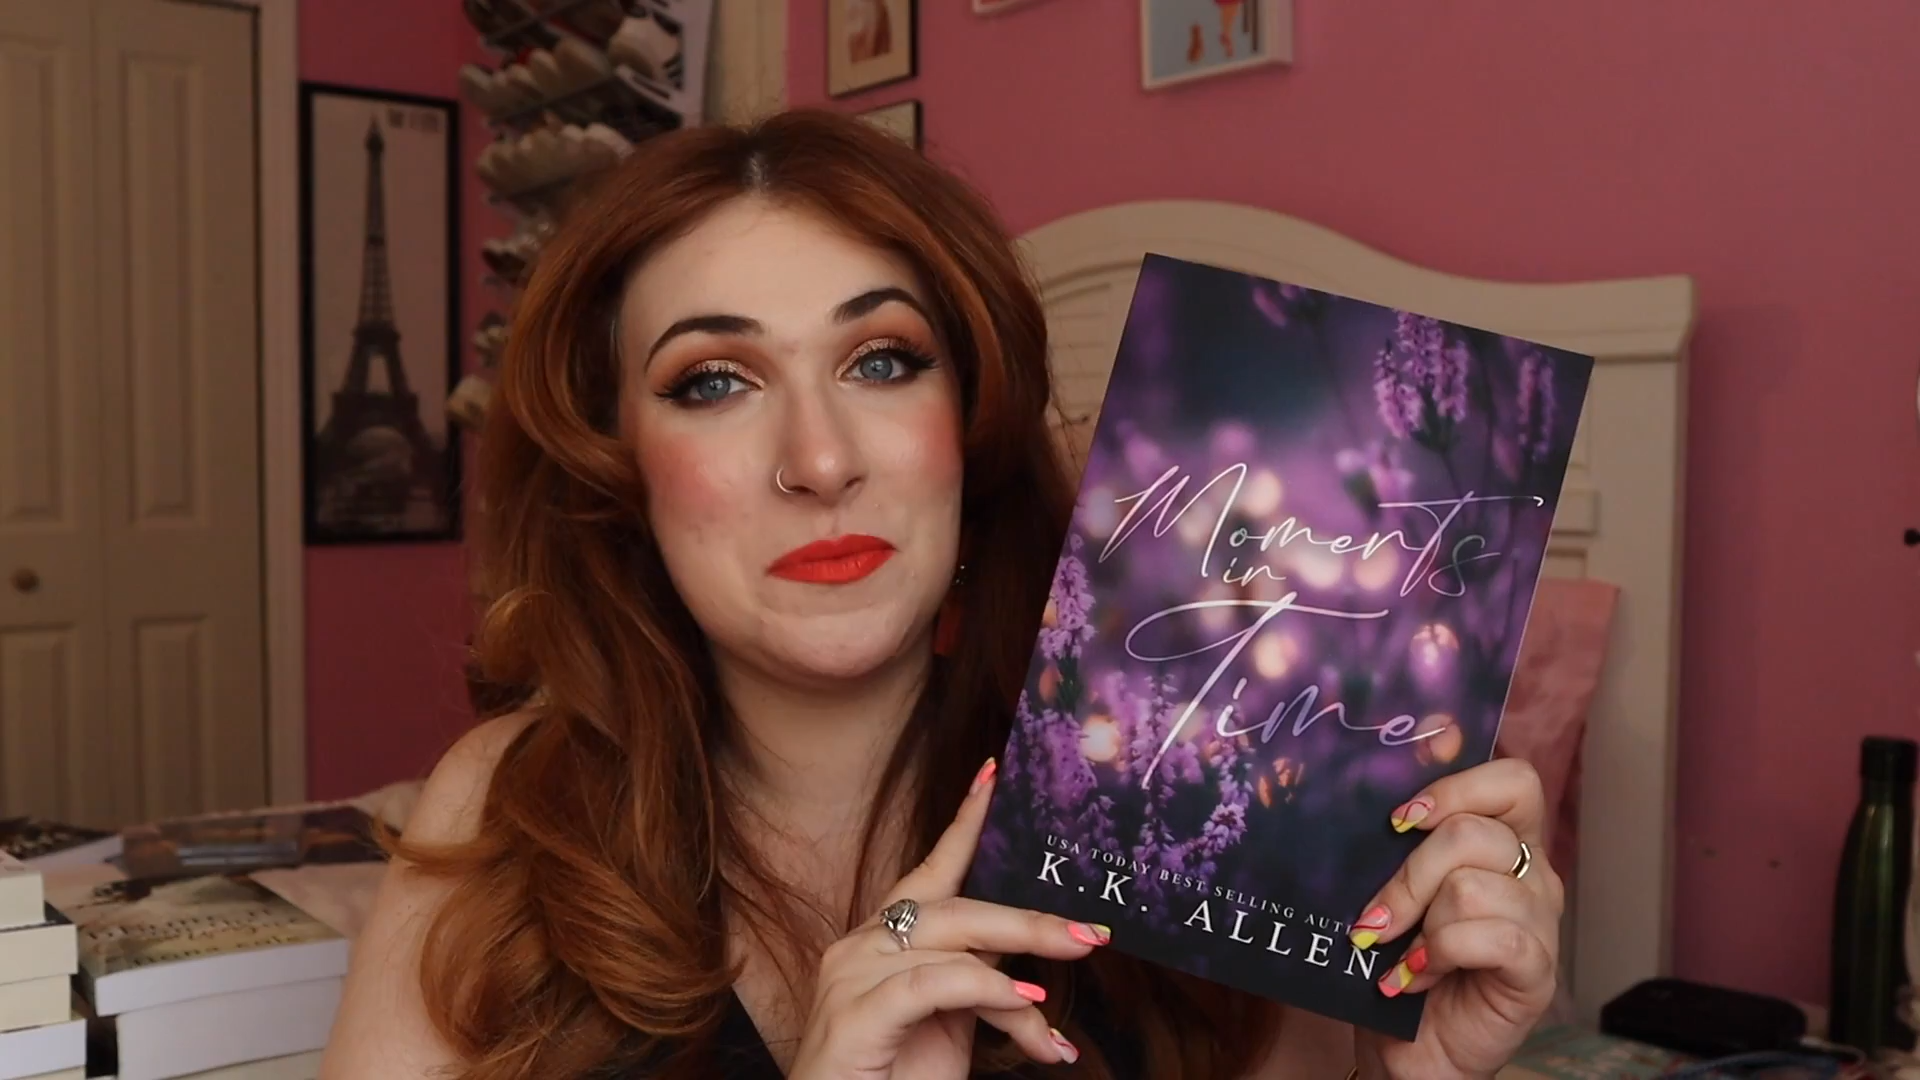 Moments
in
Time
USA TODAY BEST SELLING
K.K. ALLEN